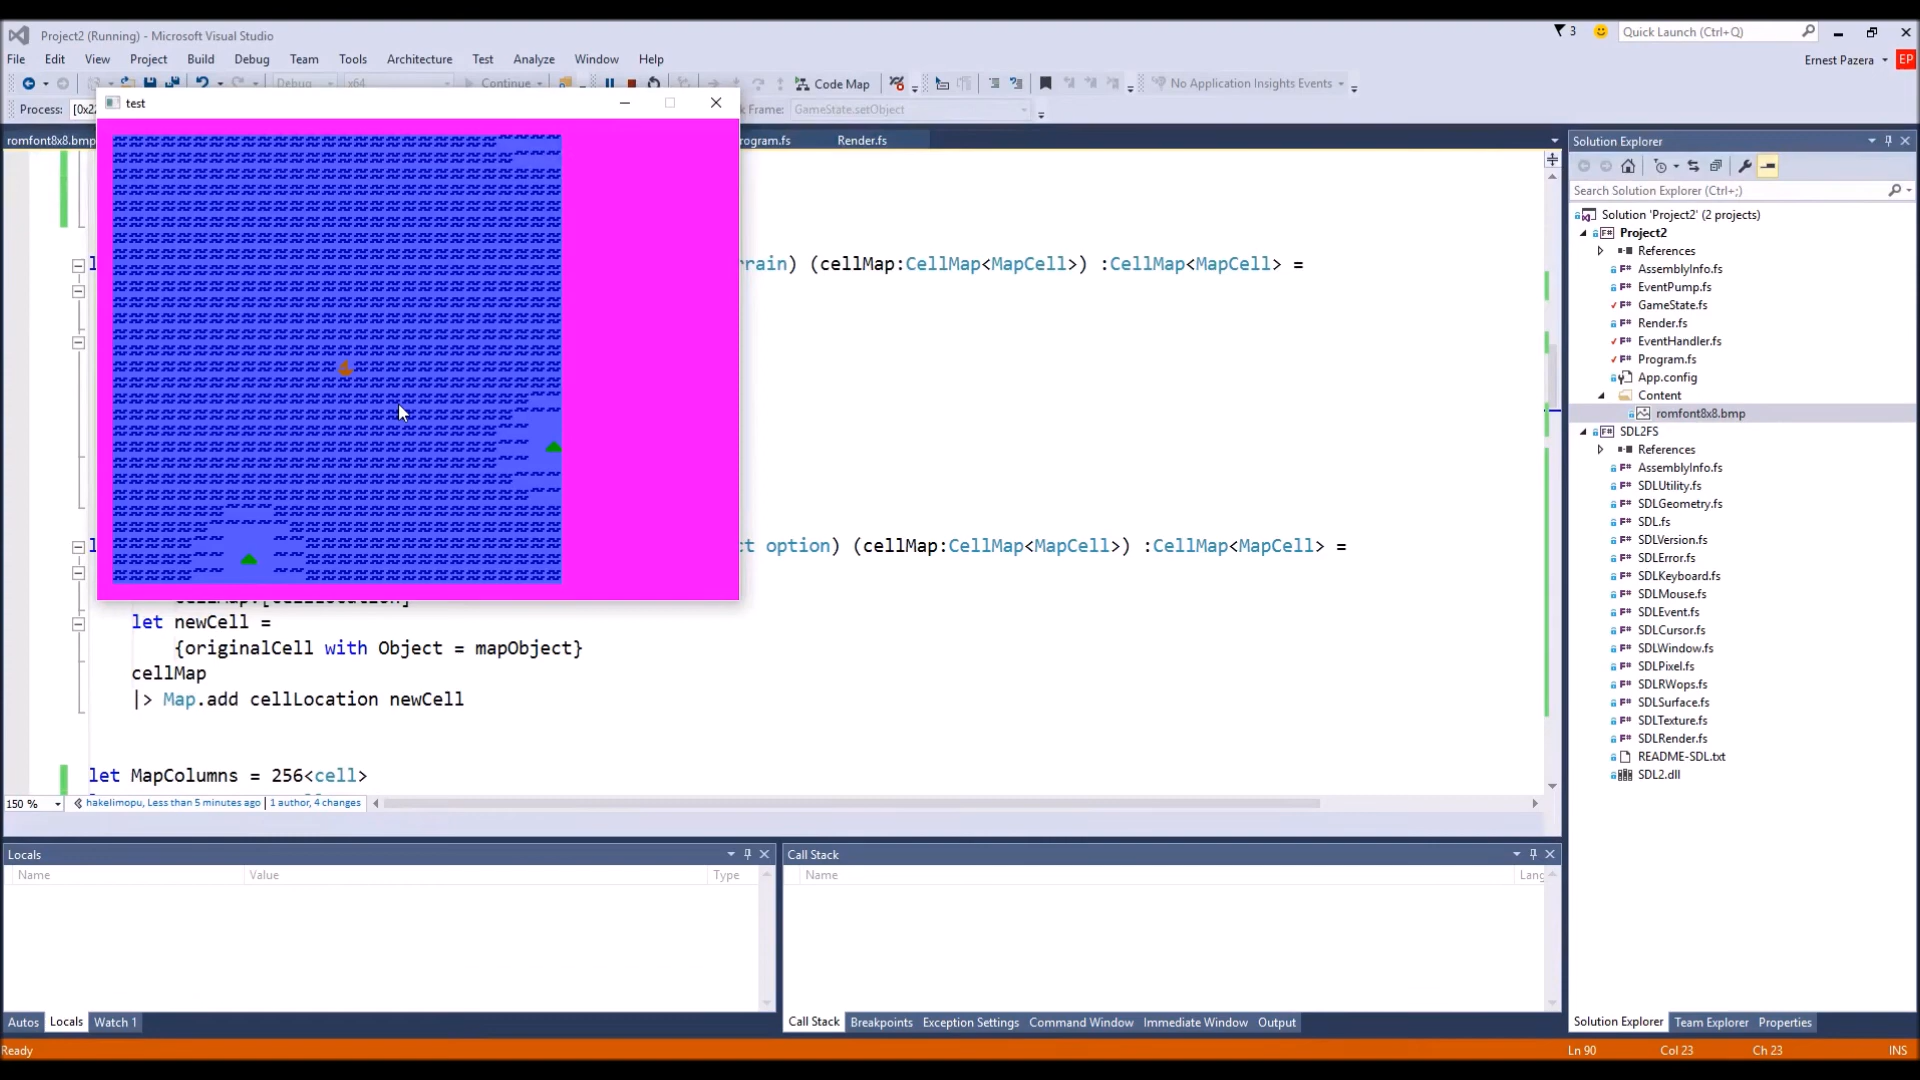 Project2 (Running) - Microsoft Visual Studio
3
Quick Launch (Ctrl+Q)
File Edit View Project Build Debug Team Tools Architecture Test Analyze Window Help
Ernest Pazera
EP
Debug x64 Continue Code Map No Application Insights Events
Process: Frame: GameState.setObject
test
romfont8x8.bmp
Render.fs
(cellMap:CellMap<MapCell>) :CellMap<MapCell> =
option) (cellMap:CellMap<MapCell>) :CellMap<MapCell> =
let newCell =
{originalCell with Object = mapObject}
cellMap
|> Map.add cellLocation newCell
let MapColumns = 256<cell>
150 %
hakelimopu, Less than 5 minutes ago | 1 author, 4 changes
Solution Explorer
Search Solution Explorer (Ctrl+;)
Solution 'Project2' (2 projects)
Project2
References
AssemblyInfo.fs
EventPump.fs
GameState.fs
Render.fs
EventHandler.fs
Program.fs
App.config
Content
romfont8x8.bmp
SDL2FS
References
AssemblyInfo.fs
SDLUtility.fs
SDLGeometry.fs
SDL.fs
SDLVersion.fs
SDLError.fs
SDLKeyboard.fs
SDLMouse.fs
SDLEvent.fs
SDLCursor.fs
SDLWindow.fs
SDLPixel.fs
SDLRWops.fs
SDLSurface.fs
SDLTexture.fs
SDLRender.fs
README-SDL.txt
SDL2.dll
Locals
Name Value Type
Call Stack
Name
Autos Locals Watch 1
Call Stack Breakpoints Exception Settings Command Window Immediate Window Output
Solution Explorer Team Explorer Properties
Ready
Ln 90 Col 23 Ch 23 INS